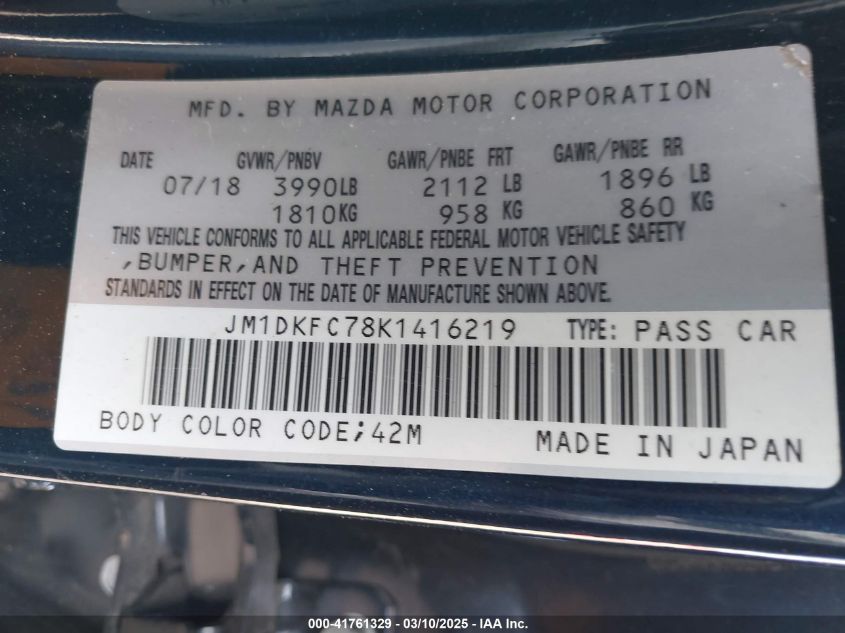 MFD. BY MAZDA MOTOR CORPORATION
DATE GVWR/PNBV GAWR/PNBE FRT GAWR/PNBE RR
07/18 3990LB 2112 LB 1896 LB
1810KG 958 KG 860 KG
THIS VEHICLE CONFORMS TO ALL APPLICABLE FEDERAL MOTOR VEHICLE SAFETY
,BUMPER,AND THEFT PREVENTION
STANDARDS IN EFFECT ON THE DATE OF MANUFACTURE SHOWN ABOVE.
JM1DKFC78K1416219 TYPE: PASS CAR
BODY COLOR CODE;42M
MADE IN JAPAN
000-41761329 - 03/10/2025 - IAA Inc.